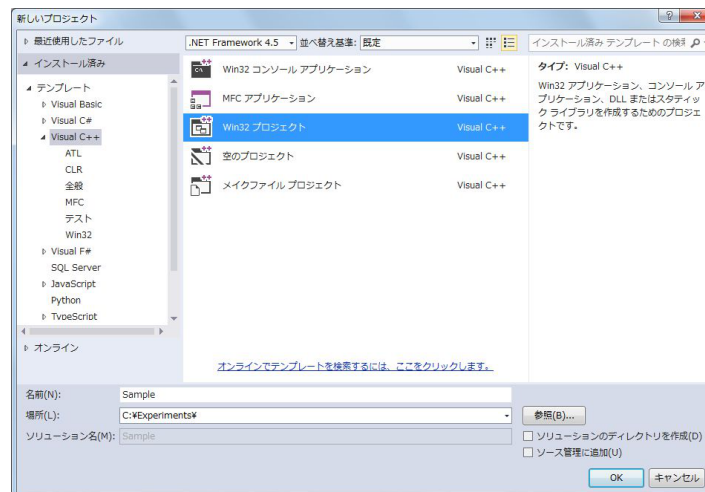 新しいプロジェクト
最近使用したファイル
.NET Framework 4.5 並べ替え基準: 既定
インストール済み テンプレート の検
インストール済み
テンプレート
Visual Basic
Visual C#
Visual C++
ATL
CLR
全般
MFC
テスト
Win32
Visual F#
SQL Server
JavaScript
Python
TypeScript
オンライン
Win32 コンソール アプリケーション Visual C++
MFC アプリケーション Visual C++
Win32 プロジェクト Visual C++
空のプロジェクト Visual C++
メイクファイル プロジェクト Visual C++
オンラインでテンプレートを検索するには、ここをクリックします。
タイプ: Visual C++
Win32 アプリケーション、コンソール ア
プリケーション、DLL またはスタティッ
ク ライブラリを作成するためのプロジェ
クトです。
名前(N): Sample
場所(L): C:¥Experiments¥
参照(B)...
ソリューション名(M): Sample
ソリューションのディレクトリを作成(D)
ソース管理に追加(U)
OK キャンセル